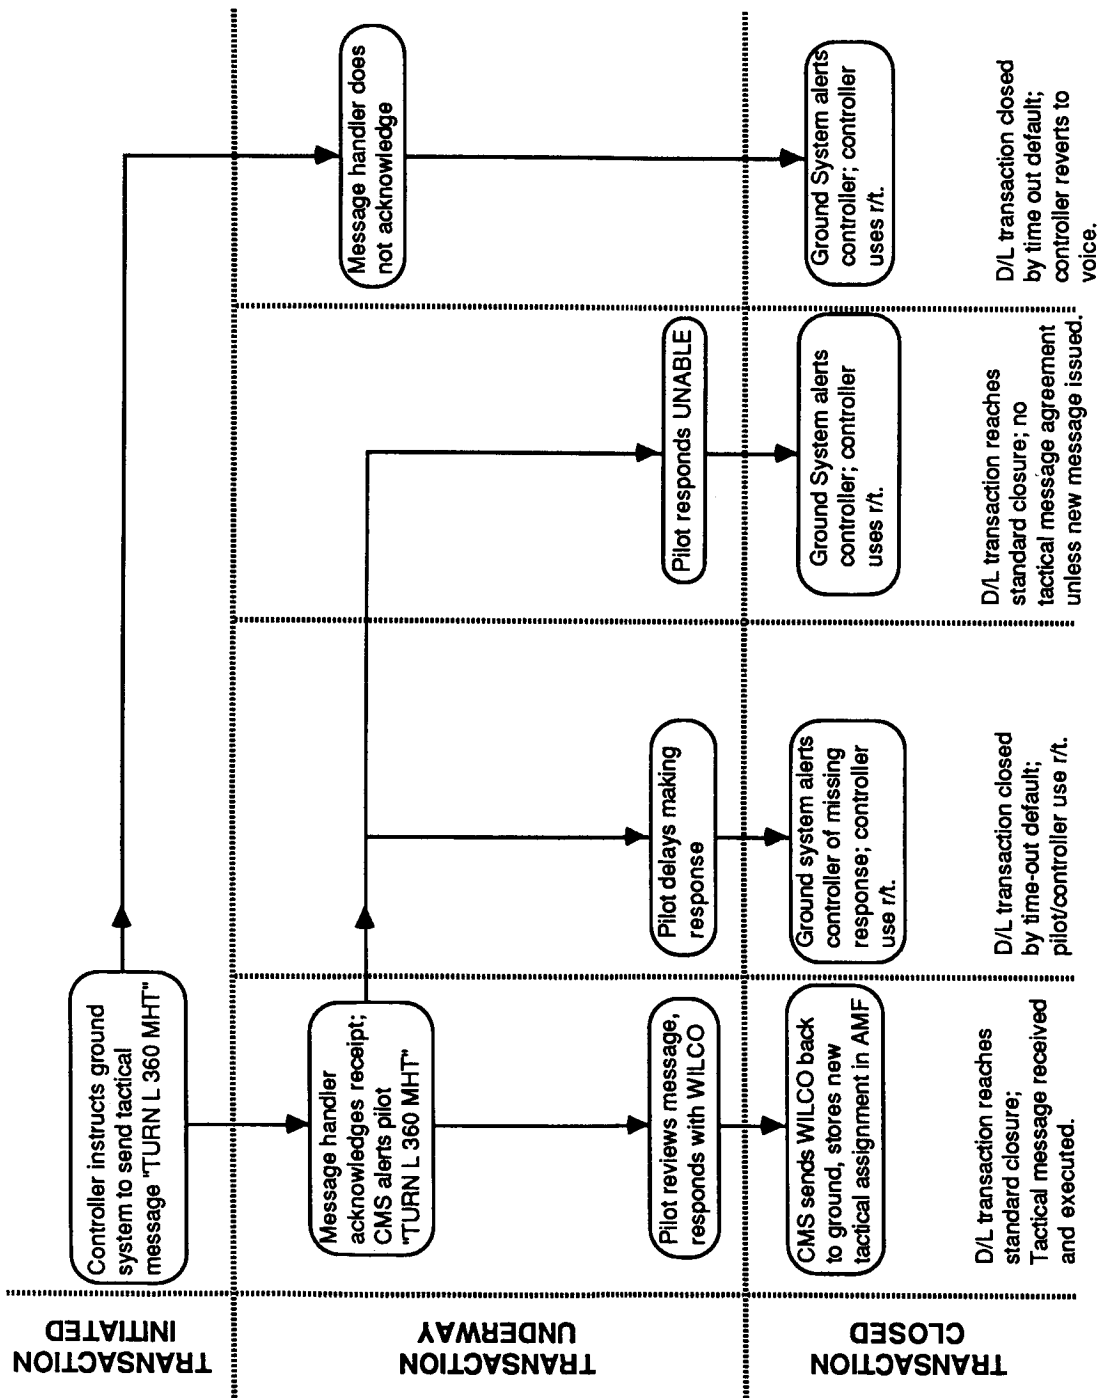 TRANSACTION
INITIATED
Controller instructs ground
system to send tactical
message "TURN L 360 MHT"
TRANSACTION
UNDERWAY
Message handler
acknowledges receipt;
CMS alerts pilot
"TURN L 360 MHT"
Message handler does
not acknowledge
Pilot reviews message,
responds with WILCO
Pilot delays making
response
Pilot responds UNABLE
TRANSACTION
CLOSED
CMS sends WILCO back
to ground, stores new
tactical assignment in AMF
Ground system alerts
controller of missing
response; controller
use r/t.
Ground System alerts
controller; controller
uses r/t.
Ground System alerts
controller; controller
uses r/t.
D/L transaction reaches
standard closure;
Tactical message received
and executed.
D/L transaction closed
by time-out default;
pilot/controller use r/t.
D/L transaction reaches
standard closure; no
tactical message agreement
unless new message issued.
D/L transaction closed
by time out default;
controller reverts to
voice.